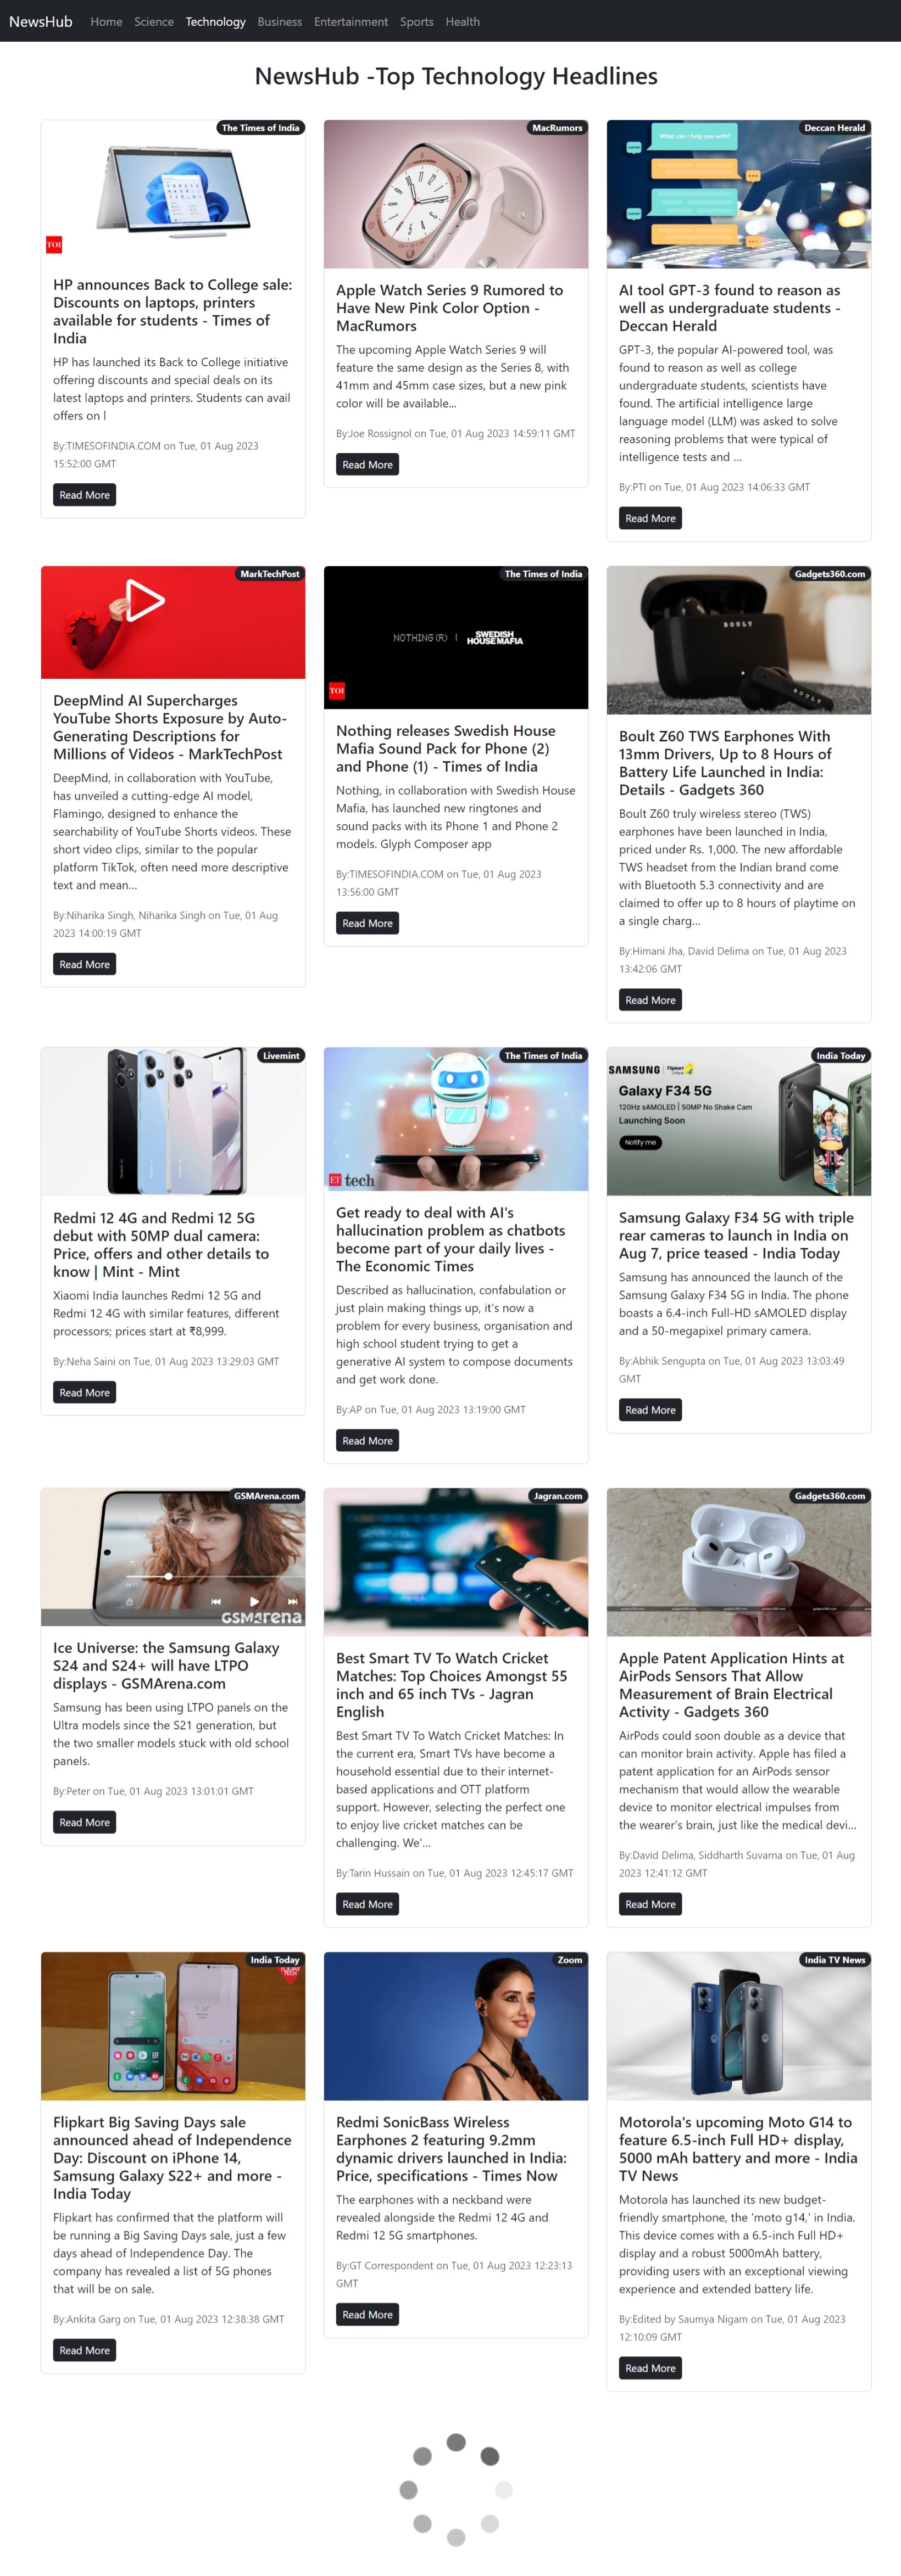 NewsHub Home Science Technology Business Entertainment Sports Health
NewsHub -Top Technology Headlines
The Times of India
TOI
HP announces Back to College sale:
Discounts on laptops, printers
available for students - Times of
India
HP has launched its Back to College initiative
offering discounts and special deals on its
latest laptops and printers. Students can avail
offers on l
By:TIMESOFINDIA.COM on Tue, 01 Aug 2023
15:52:00 GMT
Read More
MacRumors
Apple Watch Series 9 Rumored to
Have New Pink Color Option -
MacRumors
The upcoming Apple Watch Series 9 will
feature the same design as the Series 8, with
41mm and 45mm case sizes, but a new pink
color will be available...
By:Joe Rossignol on Tue, 01 Aug 2023 14:59:11 GMT
Read More
Deccan Herald
What can I help you with?
AI tool GPT-3 found to reason as
well as undergraduate students -
Deccan Herald
GPT-3, the popular AI-powered tool, was
found to reason as well as college
undergraduate students, scientists have
found. The artificial intelligence large
language model (LLM) was asked to solve
reasoning problems that were typical of
intelligence tests and ...
By:PTI on Tue, 01 Aug 2023 14:06:33 GMT
Read More
MarkTechPost
DeepMind AI Supercharges
YouTube Shorts Exposure by Auto-
Generating Descriptions for
Millions of Videos - MarkTechPost
DeepMind, in collaboration with YouTube,
has unveiled a cutting-edge AI model,
Flamingo, designed to enhance the
searchability of YouTube Shorts videos. These
short video clips, similar to the popular
platform TikTok, often need more descriptive
text and mean...
By:Niharika Singh, Niharika Singh on Tue, 01 Aug
2023 14:00:19 GMT
Read More
The Times of India
NOTHING (R) | SWEDISH
HOUSE MAFIA
TOI
Nothing releases Swedish House
Mafia Sound Pack for Phone (2)
and Phone (1) - Times of India
Nothing, in collaboration with Swedish House
Mafia, has launched new ringtones and
sound packs with its Phone 1 and Phone 2
models. Glyph Composer app
By:TIMESOFINDIA.COM on Tue, 01 Aug 2023
13:56:00 GMT
Read More
Gadgets360.com
BOULT
BOULT
Boult Z60 TWS Earphones With
13mm Drivers, Up to 8 Hours of
Battery Life Launched in India:
Details - Gadgets 360
Boult Z60 truly wireless stereo (TWS)
earphones have been launched in India,
priced under Rs. 1,000. The new affordable
TWS headset from the Indian brand come
with Bluetooth 5.3 connectivity and are
claimed to offer up to 8 hours of playtime on
a single charg...
By:Himani Jha, David Delima on Tue, 01 Aug 2023
13:42:06 GMT
Read More
Livemint
Redmi 12 4G and Redmi 12 5G
debut with 50MP dual camera:
Price, offers and other details to
know | Mint - Mint
Xiaomi India launches Redmi 12 5G and
Redmi 12 4G with similar features, different
processors; prices start at ₹8,999.
By:Neha Saini on Tue, 01 Aug 2023 13:29:03 GMT
Read More
The Times of India
ET tech
Get ready to deal with AI's
hallucination problem as chatbots
become part of your daily lives -
The Economic Times
Described as hallucination, confabulation or
just plain making things up, it's now a
problem for every business, organisation and
high school student trying to get a
generative AI system to compose documents
and get work done.
By:AP on Tue, 01 Aug 2023 13:19:00 GMT
Read More
India Today
SAMSUNG | Flipkart
Unique
Galaxy F34 5G
120Hz sAMOLED | 50MP No Shake Cam
Launching Soon
Notify me
Samsung Galaxy F34 5G with triple
rear cameras to launch in India on
Aug 7, price teased - India Today
Samsung has announced the launch of the
Samsung Galaxy F34 5G in India. The phone
boasts a 6.4-inch Full-HD sAMOLED display
and a 50-megapixel primary camera.
By:Abhik Sengupta on Tue, 01 Aug 2023 13:03:49
GMT
Read More
GSMArena.com
GSMArena
Ice Universe: the Samsung Galaxy
S24 and S24+ will have LTPO
displays - GSMArena.com
Samsung has been using LTPO panels on the
Ultra models since the S21 generation, but
the two smaller models stuck with old school
panels.
By:Peter on Tue, 01 Aug 2023 13:01:01 GMT
Read More
Jagran.com
Best Smart TV To Watch Cricket
Matches: Top Choices Amongst 55
inch and 65 inch TVs - Jagran
English
Best Smart TV To Watch Cricket Matches: In
the current era, Smart TVs have become a
household essential due to their internet-
based applications and OTT platform
support. However, selecting the perfect one
to enjoy live cricket matches can be
challenging. We'...
By:Tarin Hussain on Tue, 01 Aug 2023 12:45:17 GMT
Read More
Gadgets360.com
Apple Patent Application Hints at
AirPods Sensors That Allow
Measurement of Brain Electrical
Activity - Gadgets 360
AirPods could soon double as a device that
can monitor brain activity. Apple has filed a
patent application for an AirPods sensor
mechanism that would allow the wearable
device to monitor electrical impulses from
the wearer's brain, just like the medical devi...
By:David Delima, Siddharth Suvarna on Tue, 01 Aug
2023 12:41:12 GMT
Read More
India Today
Flipkart Big Saving Days sale
announced ahead of Independence
Day: Discount on iPhone 14,
Samsung Galaxy S22+ and more -
India Today
Flipkart has confirmed that the platform will
be running a Big Saving Days sale, just a few
days ahead of Independence Day. The
company has revealed a list of 5G phones
that will be on sale.
By:Ankita Garg on Tue, 01 Aug 2023 12:38:38 GMT
Read More
Zoom
Redmi SonicBass Wireless
Earphones 2 featuring 9.2mm
dynamic drivers launched in India:
Price, specifications - Times Now
The earphones with a neckband were
revealed alongside the Redmi 12 4G and
Redmi 12 5G smartphones.
By:GT Correspondent on Tue, 01 Aug 2023 12:23:13
GMT
Read More
India TV News
Motorola's upcoming Moto G14 to
feature 6.5-inch Full HD+ display,
5000 mAh battery and more - India
TV News
Motorola has launched its new budget-
friendly smartphone, the 'moto g14,' in India.
This device comes with a 6.5-inch Full HD+
display and a robust 5000mAh battery,
providing users with an exceptional viewing
experience and extended battery life.
By:Edited by Saumya Nigam on Tue, 01 Aug 2023
12:10:09 GMT
Read More